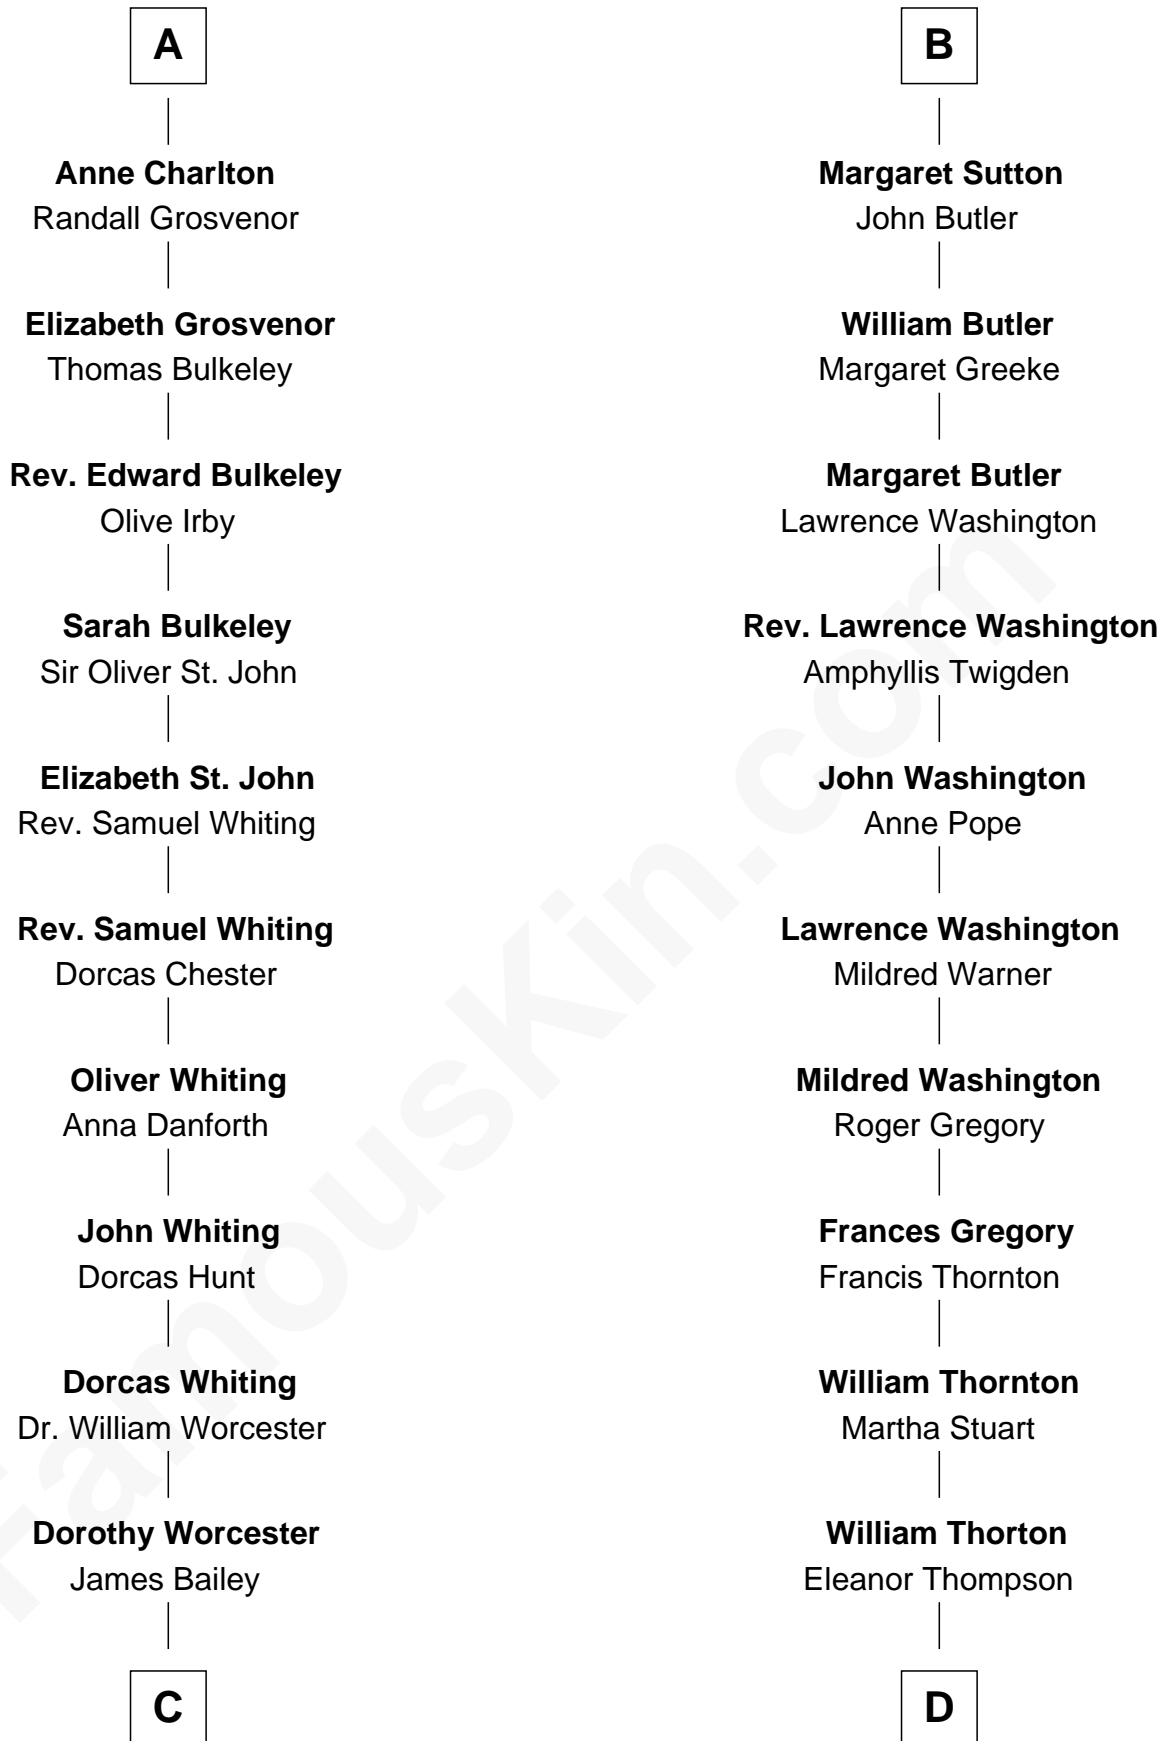 A
Anne Charlton
Randall Grosvenor
Elizabeth Grosvenor
Thomas Bulkeley
Rev. Edward Bulkeley
Olive Irby
Sarah Bulkeley
Sir Oliver St. John
Elizabeth St. John
Rev. Samuel Whiting
Rev. Samuel Whiting
Dorcas Chester
Oliver Whiting
Anna Danforth
John Whiting
Dorcas Hunt
Dorcas Whiting
Dr. William Worcester
Dorothy Worcester
James Bailey
C
B
Margaret Sutton
John Butler
William Butler
Margaret Greeke
Margaret Butler
Lawrence Washington
Rev. Lawrence Washington
Amphyllis Twigden
John Washington
Anne Pope
Lawrence Washington
Mildred Warner
Mildred Washington
Roger Gregory
Frances Gregory
Francis Thornton
William Thornton
Martha Stuart
William Thorton
Eleanor Thompson
D
FamousKin.com